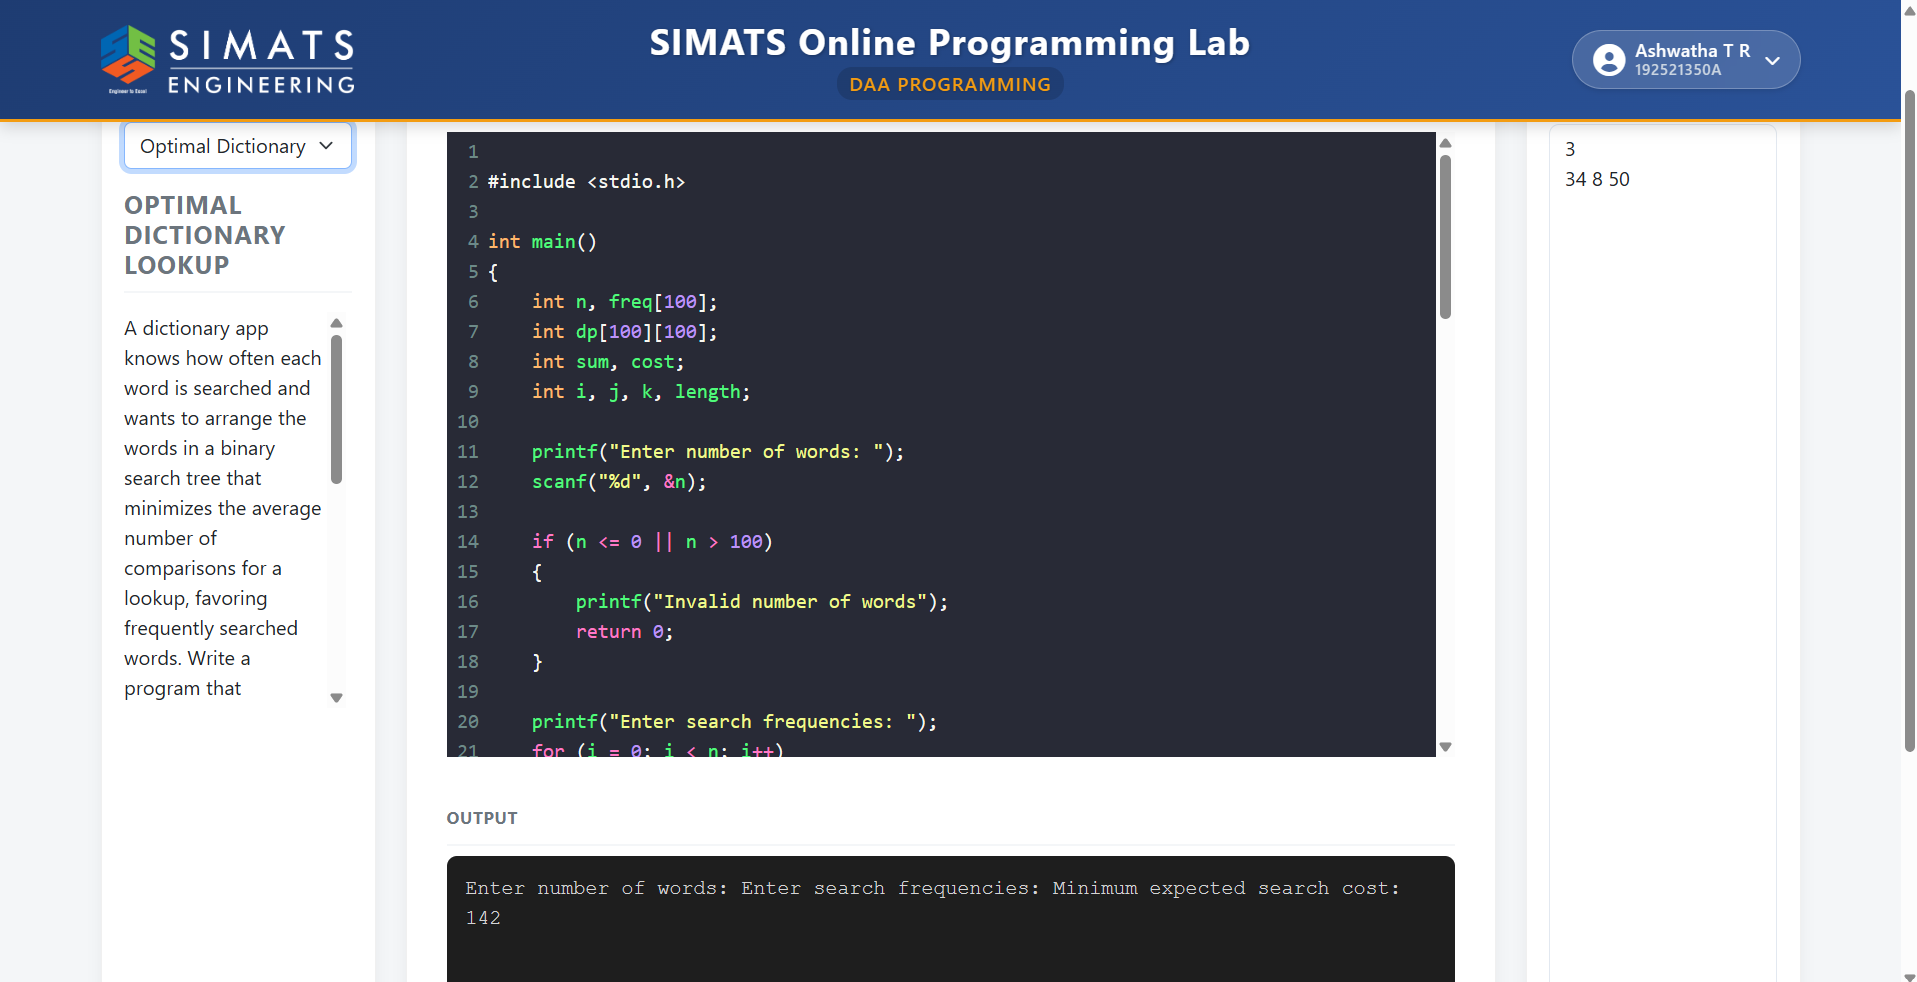 SIMATS
ENGINEERING
Engineer to Excel
SIMATS Online Programming Lab
DAA PROGRAMMING
Ashwatha T R
192521350A
Optimal Dictionary
OPTIMAL
DICTIONARY
LOOKUP
A dictionary app
knows how often each
word is searched and
wants to arrange the
words in a binary
search tree that
minimizes the average
number of
comparisons for a
lookup, favoring
frequently searched
words. Write a
program that
1
2 #include <stdio.h>
3
4 int main()
5 {
6     int n, freq[100];
7     int dp[100][100];
8     int sum, cost;
9     int i, j, k, length;
10
11     printf("Enter number of words: ");
12     scanf("%d", &n);
13
14     if (n <= 0 || n > 100)
15     {
16         printf("Invalid number of words");
17         return 0;
18     }
19
20     printf("Enter search frequencies: ");
21     for (i = 0; i < n; i++)
OUTPUT
Enter number of words: Enter search frequencies: Minimum expected search cost:
142
3
34 8 50